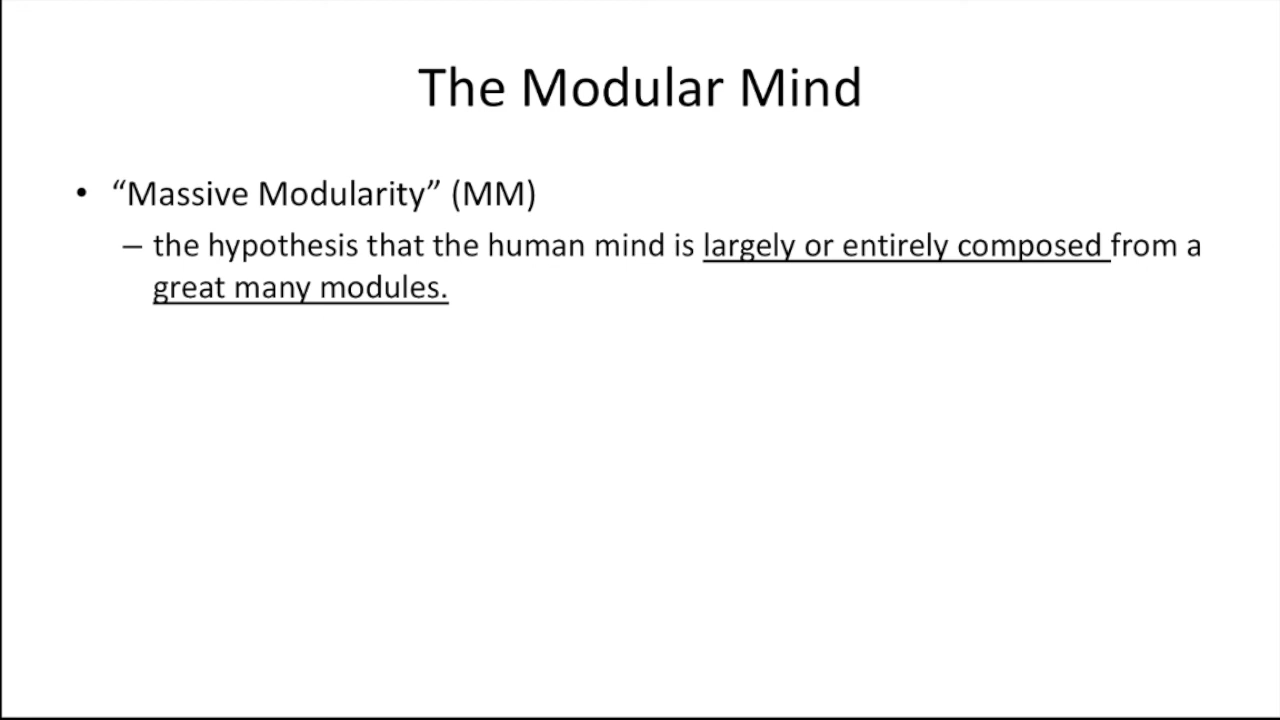 The Modular Mind
• “Massive Modularity” (MM)
– the hypothesis that the human mind is largely or entirely composed from a
great many modules.